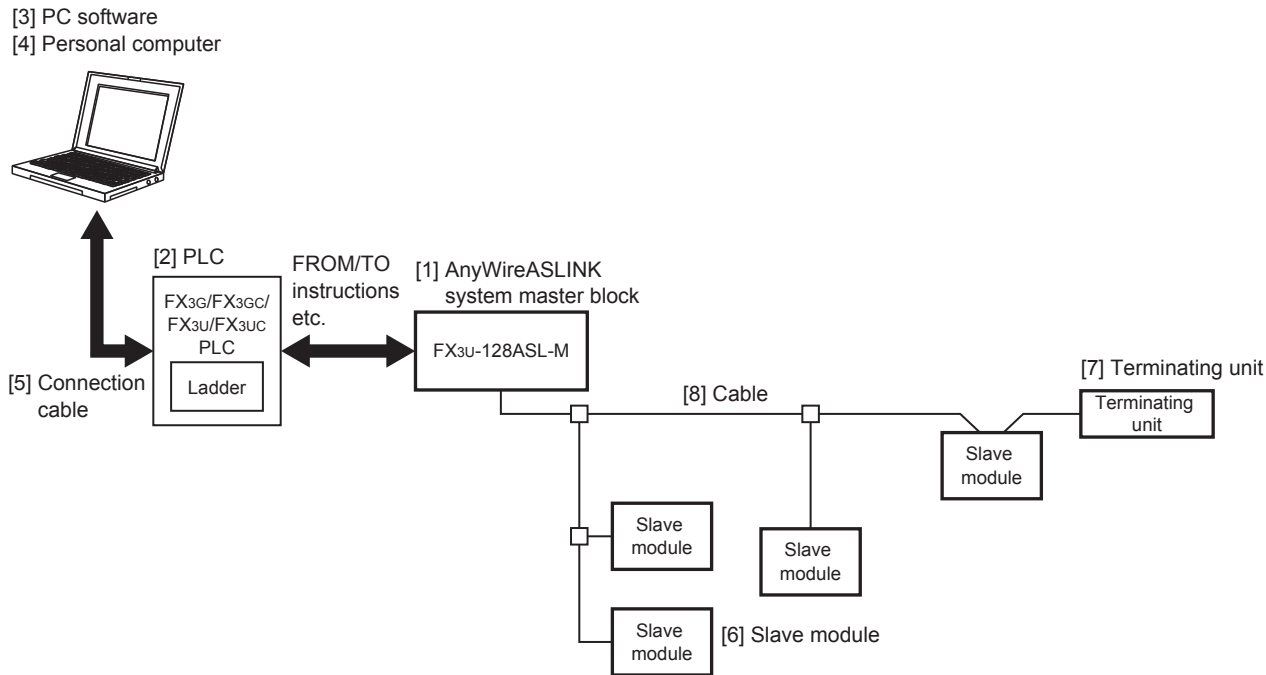 [3] PC software
[4] Personal computer
[2] PLC
FX3G/FX3GC/
FX3U/FX3UC
PLC
Ladder
FROM/TO
instructions
etc.
[1] AnyWireASLINK
system master block
FX3U-128ASL-M
[5] Connection
cable
[8] Cable
[7] Terminating unit
Terminating
unit
Slave
module
Slave
module
Slave
module
Slave
module
[6] Slave module